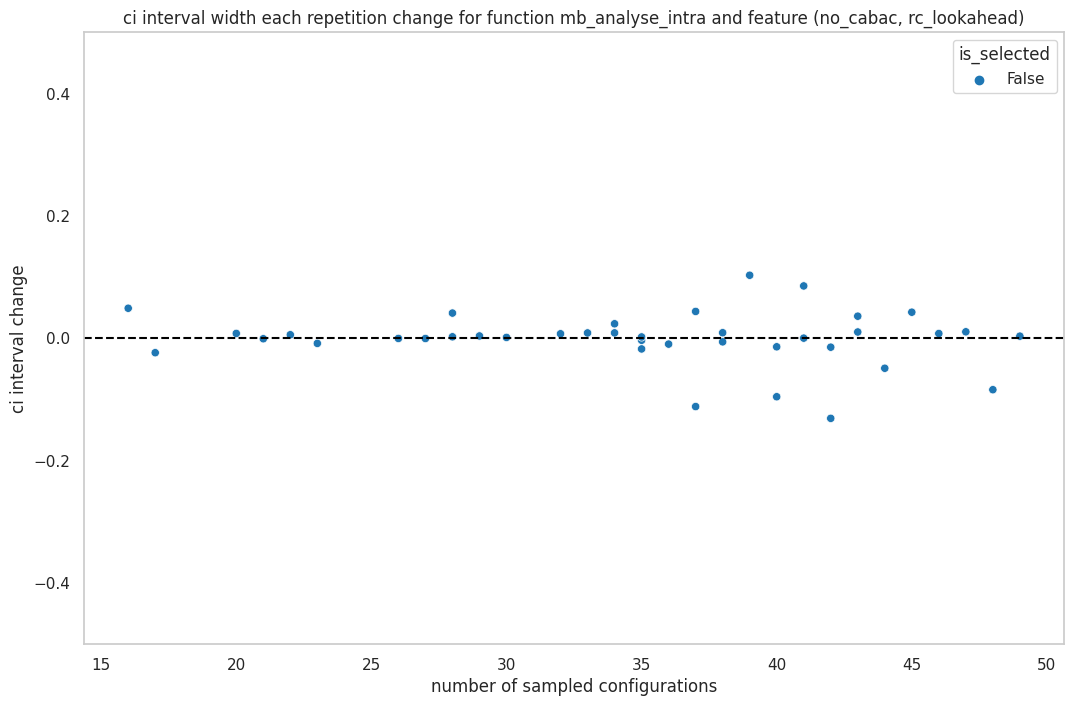 ci interval width each repetition change for function mb_analyse_intra and feature (no_cabac, rc_lookahead)
is_selected
False
0.4
0.2
0.0
−0.2
−0.4
ci interval change
15 20 25 30 35 40 45 50
number of sampled configurations